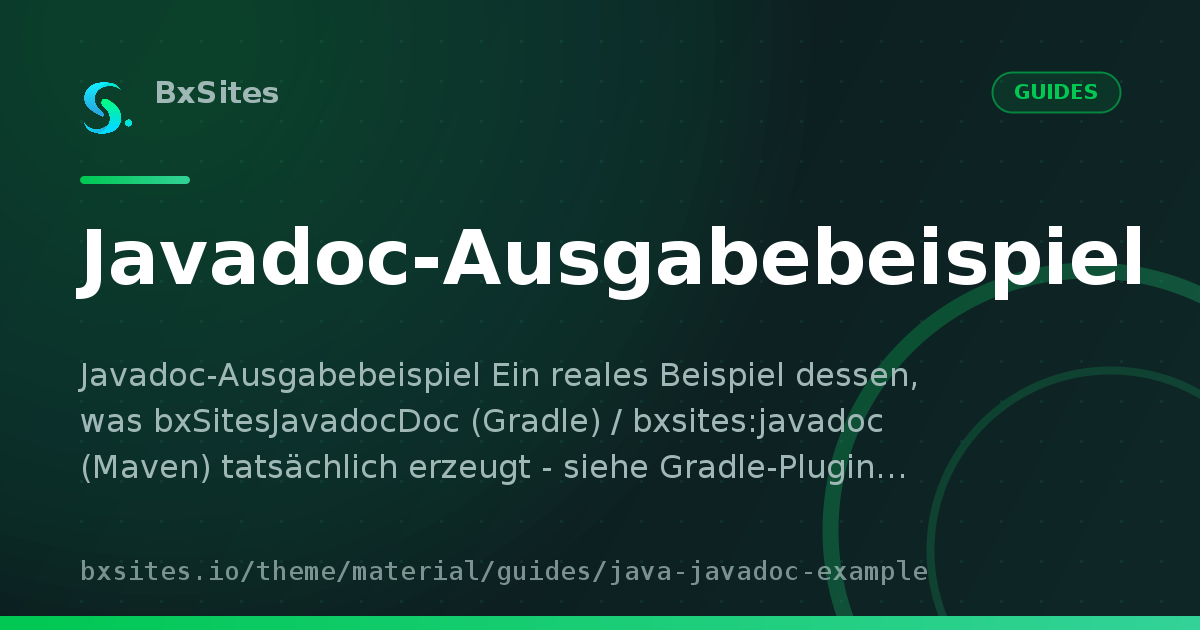 BxSites
GUIDES
Javadoc-Ausgabebeispiel
Javadoc-Ausgabebeispiel Ein reales Beispiel dessen,
was bxSitesJavadocDoc (Gradle) / bxsites:javadoc
(Maven) tatsächlich erzeugt - siehe Gradle-Plugin…
bxsites.io/theme/material/guides/java-javadoc-example